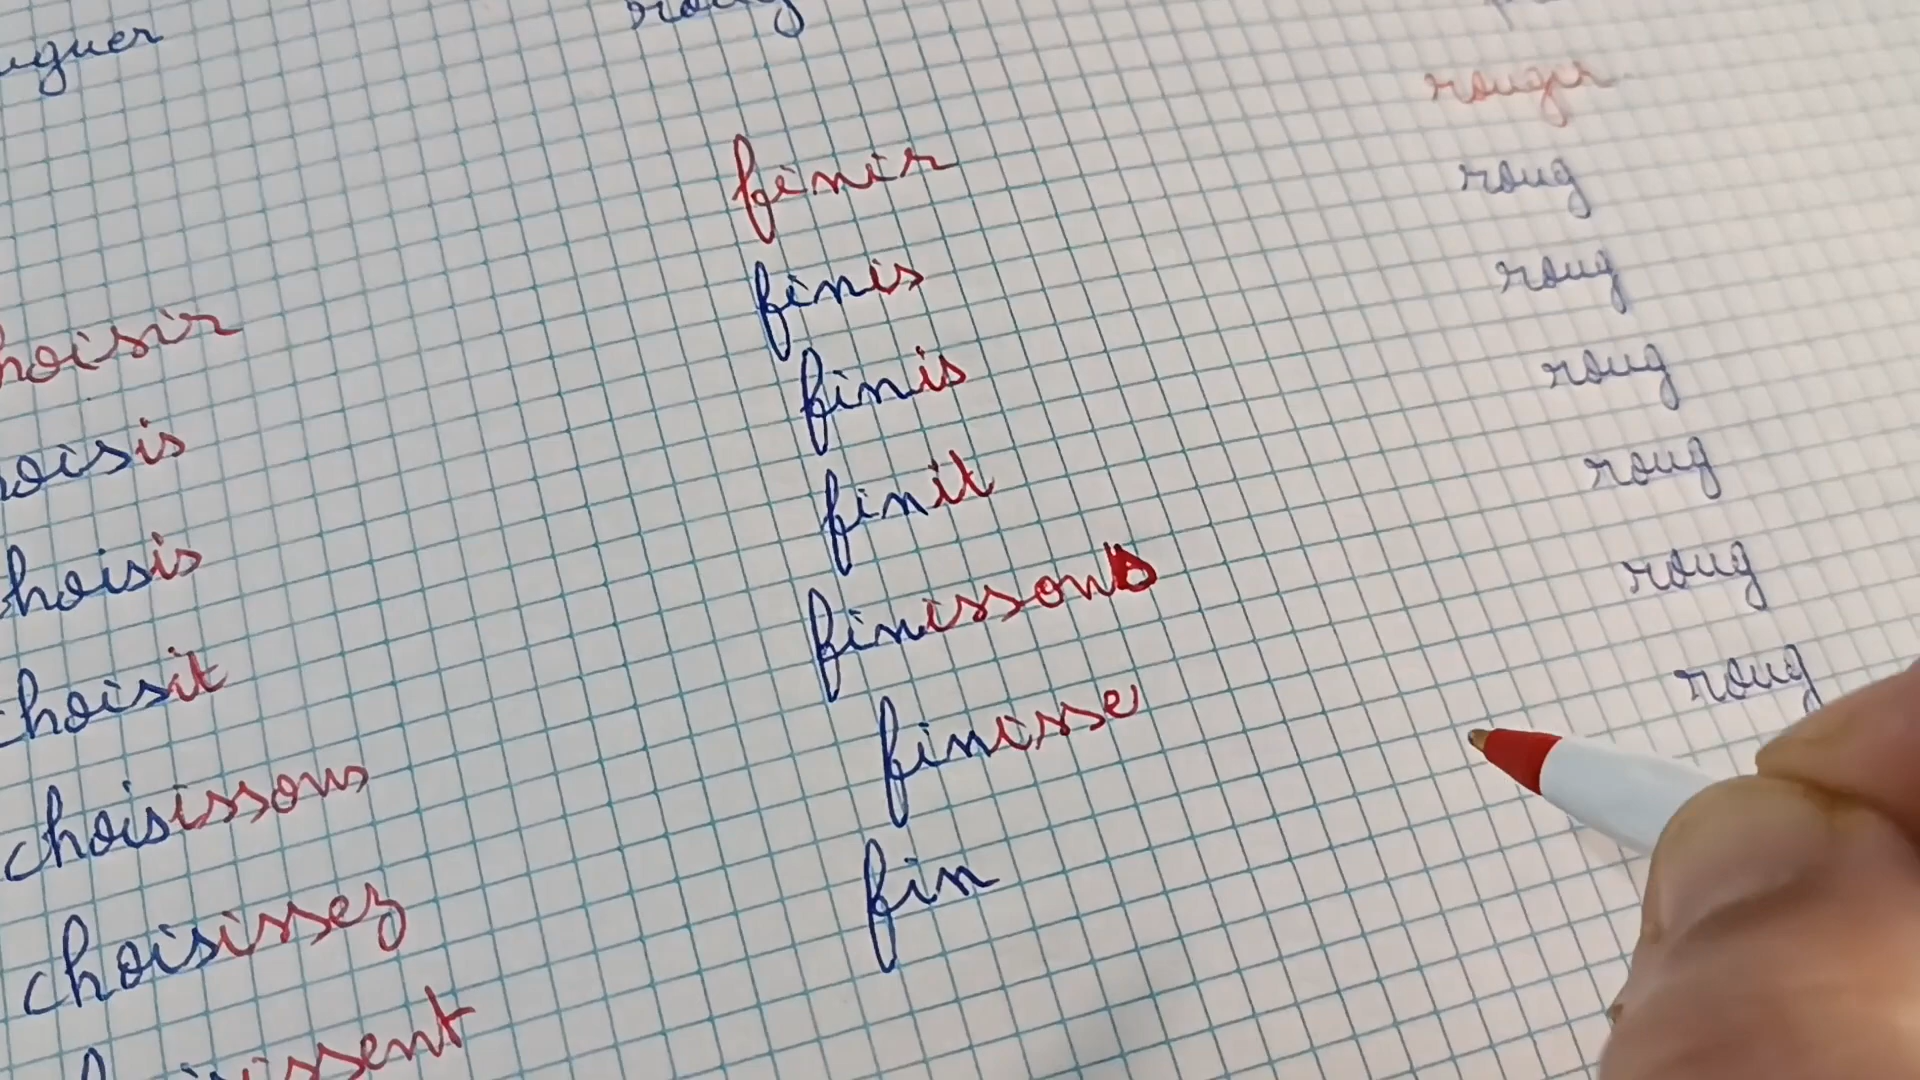 choisir
choisis
choisis
choisit
choisissons
choisissez
finir
finis
finis
finit
finissons
finisse
fin
rougir
roug
roug
roug
roug
roug
roug